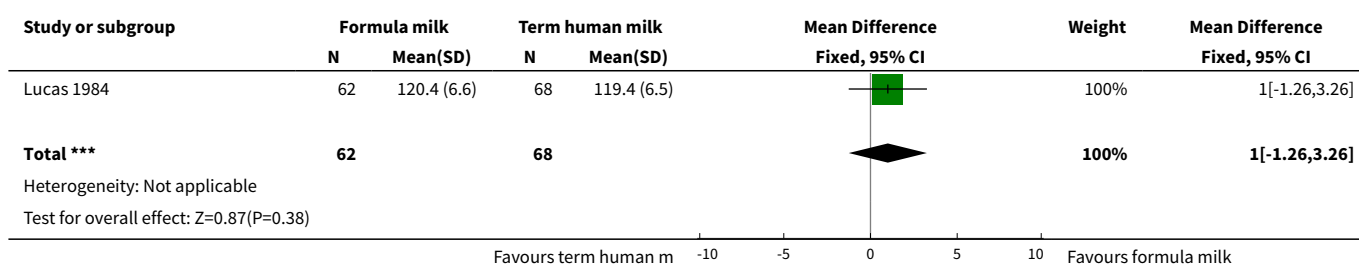 Study or subgroup Formula milk Term human milk Mean Difference Weight Mean Difference
N Mean(SD) N Mean(SD) Fixed, 95% CI Fixed, 95% CI
Lucas 1984 62 120.4 (6.6) 68 119.4 (6.5) 100% 1[-1.26,3.26]
Total *** 62 68 100% 1[-1.26,3.26]
Heterogeneity: Not applicable
Test for overall effect: Z=0.87(P=0.38)
Favours term human m -10 -5 0 5 10 Favours formula milk